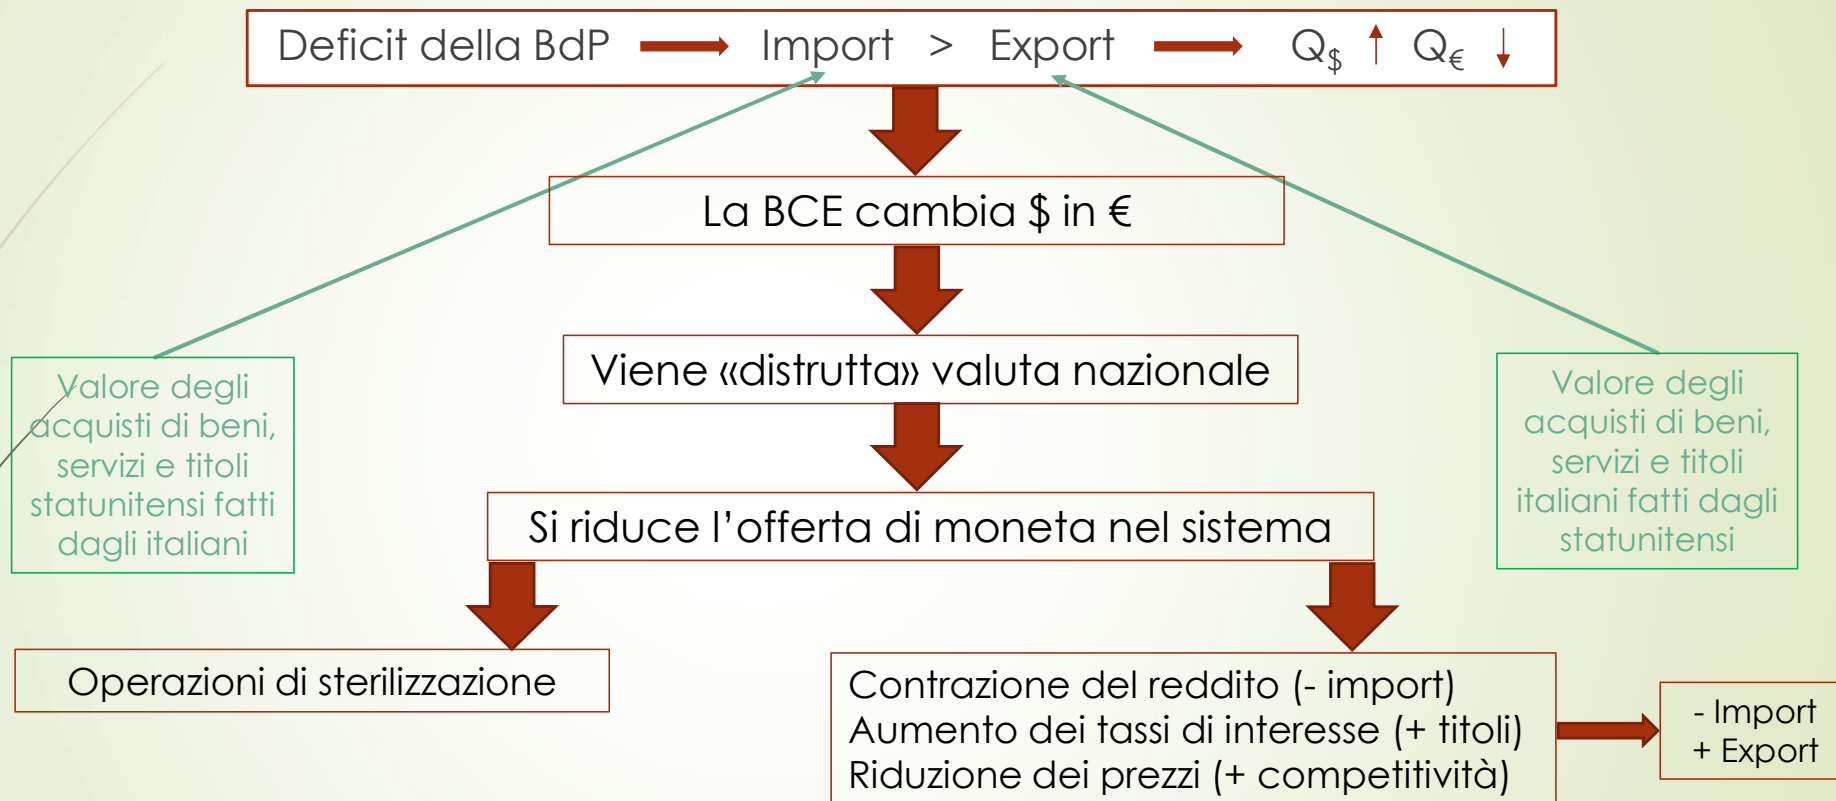 Deficit della BdP → Import > Export → Q$ ↑ Q€ ↓
La BCE cambia $ in €
Viene «distrutta» valuta nazionale
Valore degli
acquisti di beni,
servizi e titoli
statunitensi fatti
dagli italiani
Valore degli
acquisti di beni,
servizi e titoli
italiani fatti dagli
statunitensi
Si riduce l’offerta di moneta nel sistema
Operazioni di sterilizzazione
Contrazione del reddito (- import)
Aumento dei tassi di interesse (+ titoli)
Riduzione dei prezzi (+ competitività)
- Import
+ Export